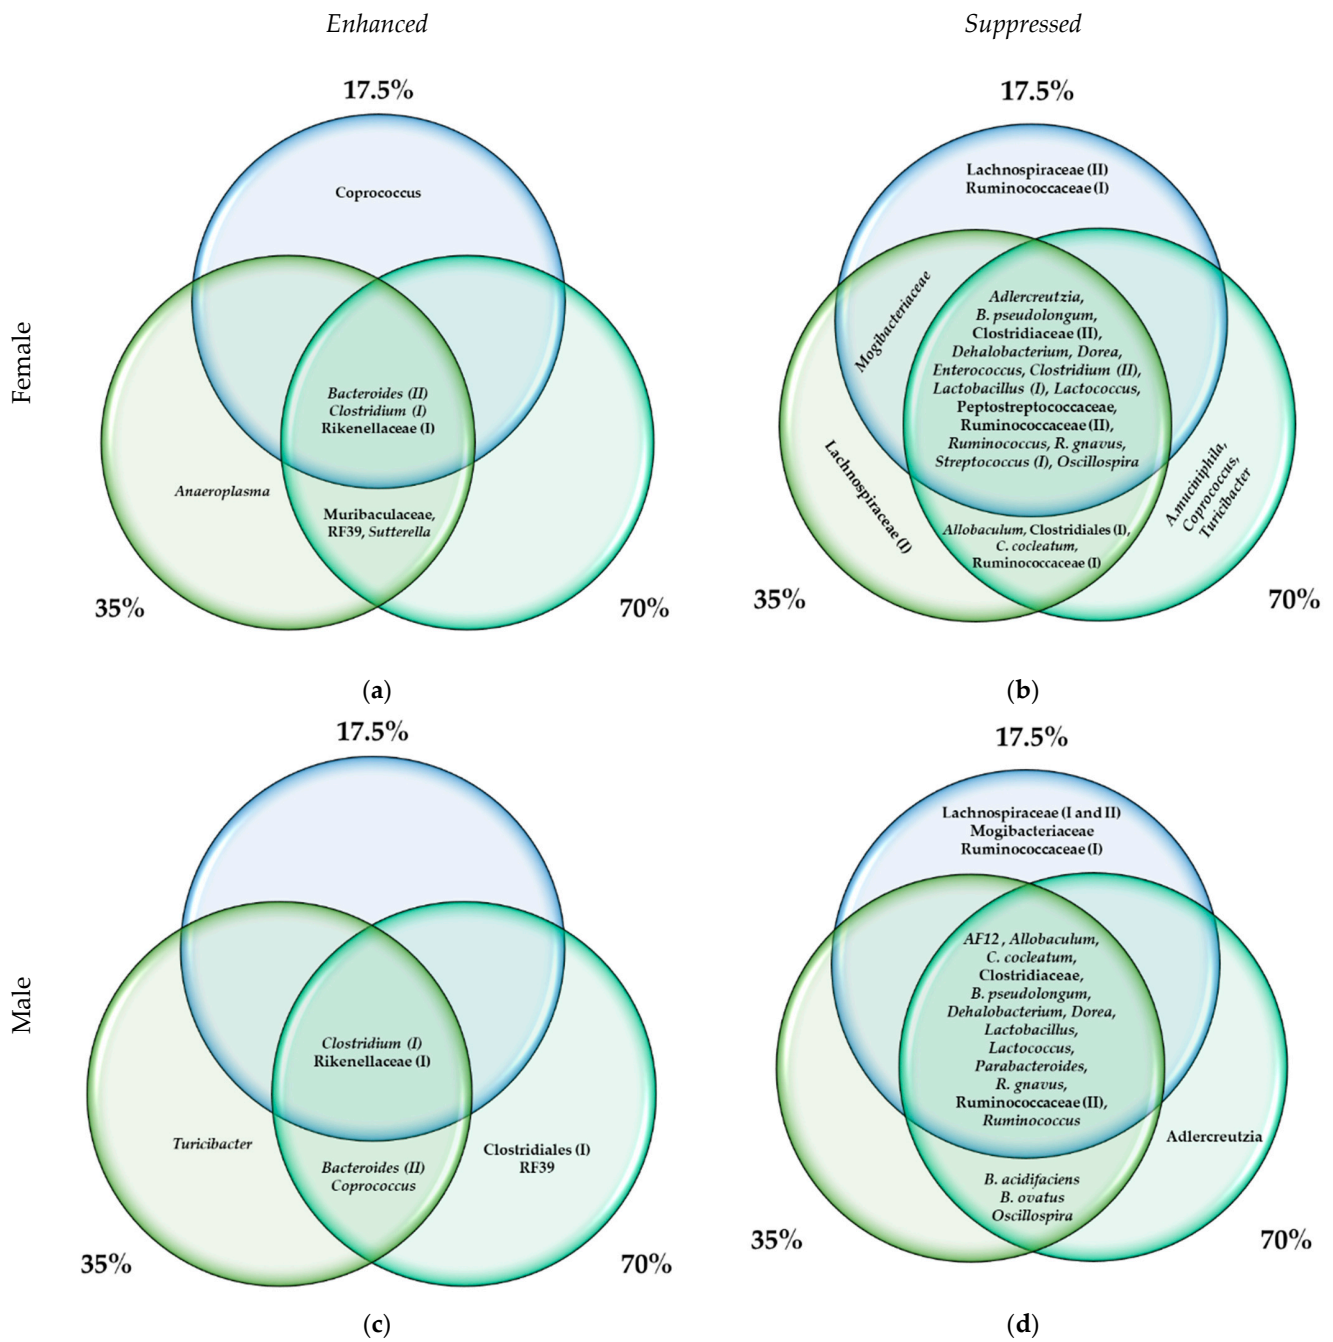 Enhanced
Suppressed
Female
17.5%
Coprococcus
Bacteroides (II)
Clostridium (I)
Rikenellaceae (I)
Anaeroplasma
Muribaculaceae,
RF39, Sutterella
35%
70%
(a)
17.5%
Lachnospiraceae (II)
Ruminococcaceae (I)
Mogibacteriaceae
Adlercreutzia,
B. pseudolongum,
Clostridiaceae (II),
Dehalobacterium, Dorea,
Enterococcus, Clostridium (II),
Lactobacillus (I), Lactococcus,
Peptostreptococcaceae,
Ruminococcaceae (II),
Ruminococcus, R. gnavus,
Streptococcus (I), Oscillospira
Lachnospiraceae (I)
A.muciniphila,
Coprococcus,
Turicibacter
Allobaculum, Clostridiales (I),
C. cocleatum,
Ruminococcaceae (I)
35%
70%
(b)
Male
17.5%
Clostridium (I)
Rikenellaceae (I)
Turicibacter
Bacteroides (II)
Coprococcus
Clostridiales (I)
RF39
35%
70%
(c)
17.5%
Lachnospiraceae (I and II)
Mogibacteriaceae
Ruminococcaceae (I)
AF12 , Allobaculum,
C. cocleatum,
Clostridiaceae,
B. pseudolongum,
Dehalobacterium, Dorea,
Lactobacillus,
Lactococcus,
Parabacteroides,
R. gnavus,
Ruminococcaceae (II),
Ruminococcus
Adlercreutzia
B. acidifaciens
B. ovatus
Oscillospira
35%
70%
(d)